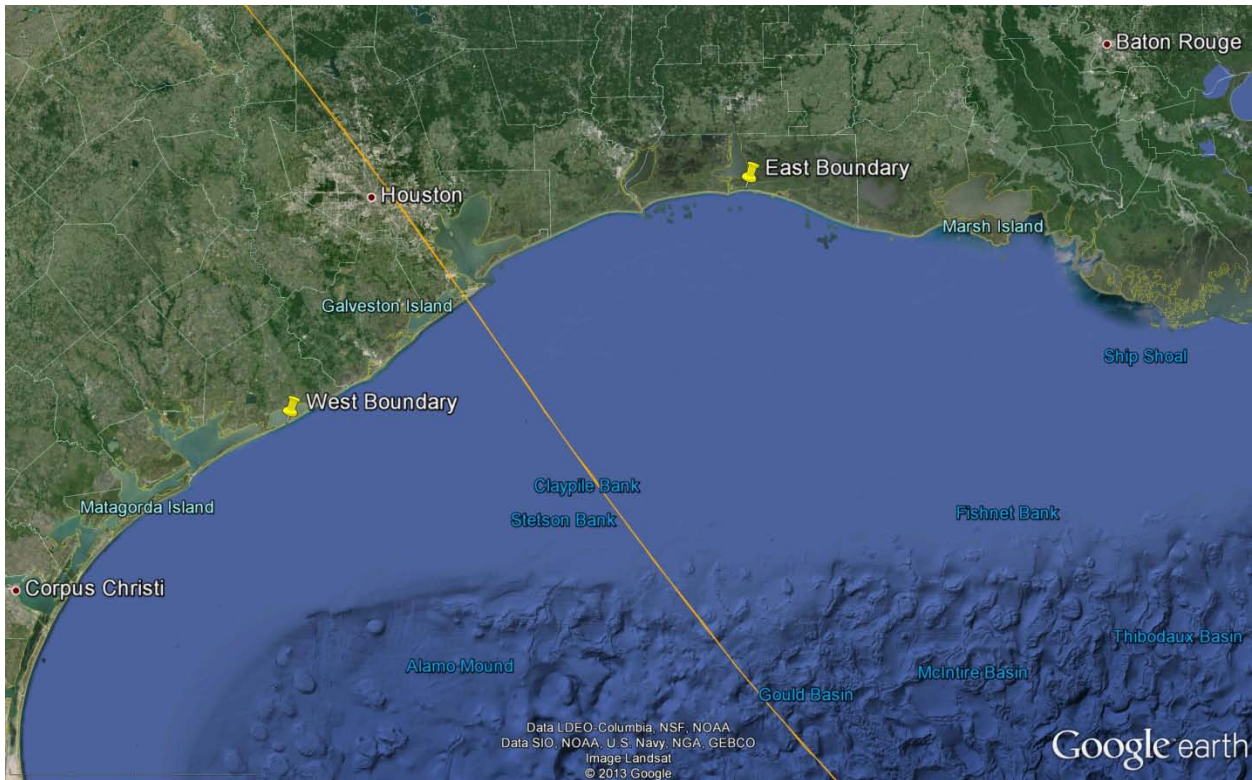 Baton Rouge
East Boundary
Houston
Marsh Island
Galveston Island
Ship Shoal
West Boundary
Claypile Bank
Stetson Bank
Matagorda Island
Fishnet Bank
Corpus Christi
Thibodaux Basin
Alamo Mound
McIntire Basin
Gould Basin
Data LDEO-Columbia, NSF, NOAA
Data SIO, NOAA, U.S. Navy, NGA, GEBCO
Image Landsat
© 2013 Google
Google earth